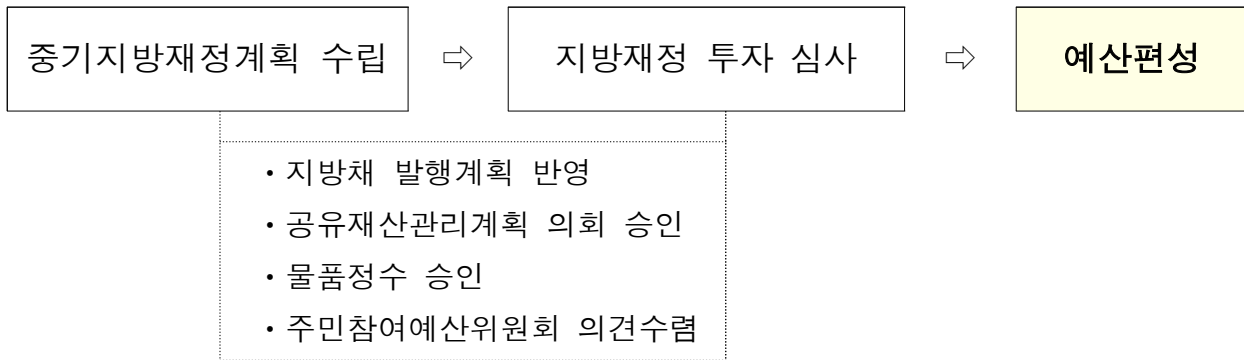 중기지방재정계획 수립 ⇨ 지방재정 투자 심사 ⇨ 예산편성
・지방채 발행계획 반영
・공유재산관리계획 의회 승인
・물품정수 승인
・주민참여예산위원회 의견수렴